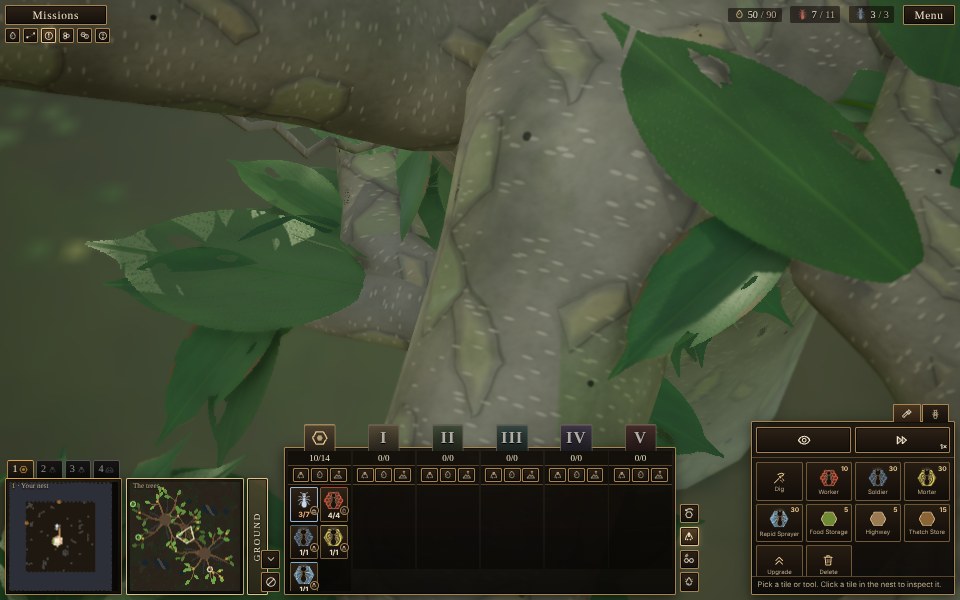 Missions
50 / 90
7 / 11
3 / 3
Menu
1
2
3
4
1 · Your nest
The trees
GROUND
I
II
III
IV
V
10/14
0/0
0/0
0/0
0/0
0/0
3/7
4/4
1/1
1/1
1/1
1×
Dig
10
Worker
30
Soldier
30
Mortar
30
Rapid Sprayer
5
Food Storage
5
Highway
15
Thatch Store
Upgrade
Delete
Pick a tile or tool. Click a tile in the nest to inspect it.